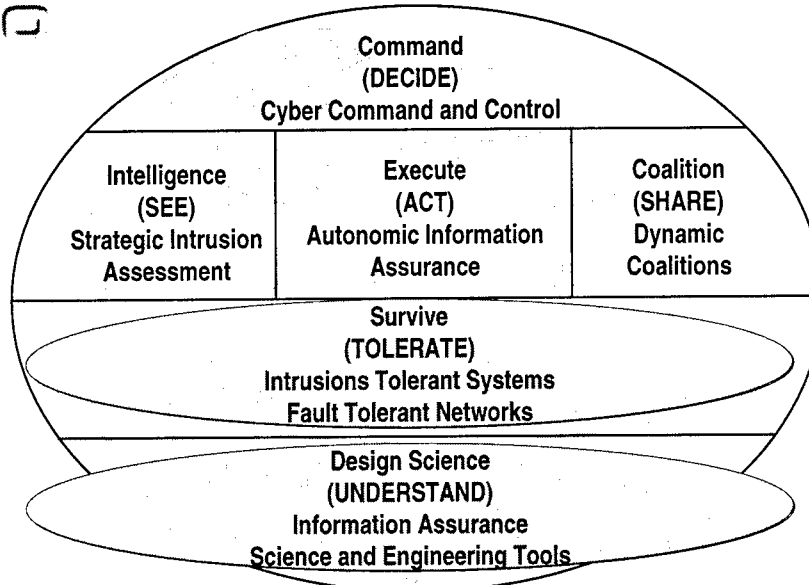 Command
(DECIDE)
Cyber Command and Control
Intelligence
(SEE)
Strategic Intrusion
Assessment
Execute
(ACT)
Autonomic Information
Assurance
Coalition
(SHARE)
Dynamic
Coalitions
Survive
(TOLERATE)
Intrusions Tolerant Systems
Fault Tolerant Networks
Design Science
(UNDERSTAND)
Information Assurance
Science and Engineering Tools